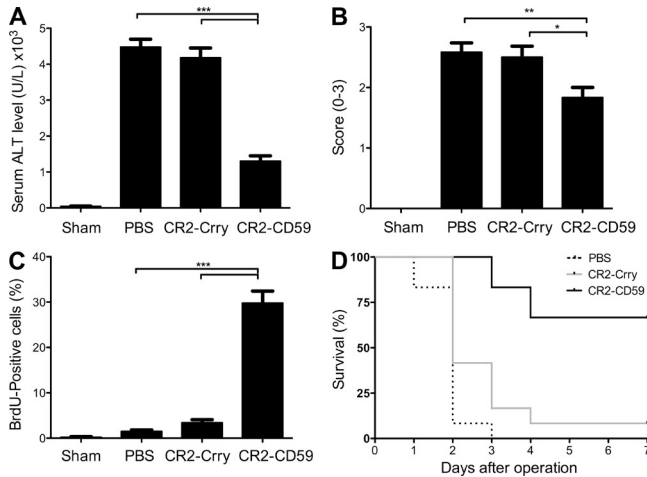 A
Serum ALT level (U/L) x10³
5
4
3
2
1
0
***
Sham PBS CR2-Crry CR2-CD59
B
Score (0-3)
3
2
1
0
**
*
Sham PBS CR2-Crry CR2-CD59
C
BrdU-Positive cells (%)
40
30
20
10
0
***
Sham PBS CR2-Crry CR2-CD59
D
PBS
CR2-Crry
CR2-CD59
Survival (%)
100
75
50
25
0
0 1 2 3 4 5 6 7
Days after operation